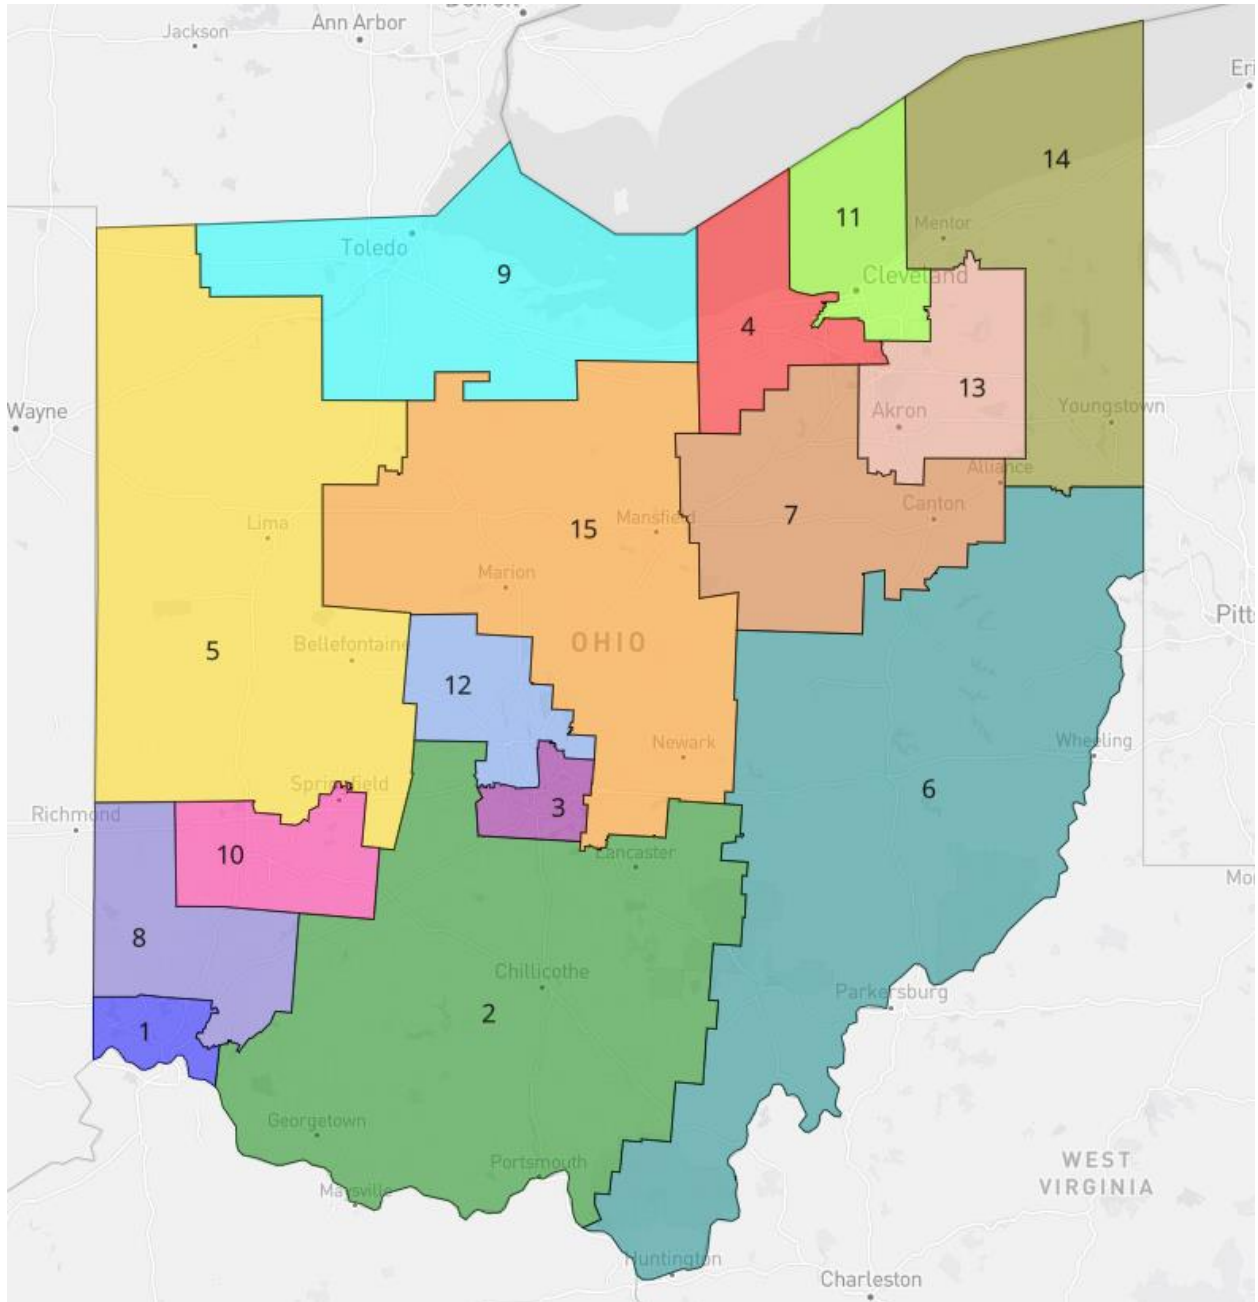 Detroit
Jackson
Ann Arbor
Eri
14
11
Mentor
Toledo
9
Cleveland
4
13
Wayne
Akron
Youngstown
Alliance
7
Canton
15
Mansfield
Lima
Marion
Pitts
OHIO
5
Bellefontaine
12
Newark
Wheeling
Springfield
6
Richmond
3
10
Lancaster
Mor
8
Chillicothe
Parkersburg
2
1
Georgetown
Portsmouth
WEST
VIRGINIA
Maysville
Huntington
Charleston